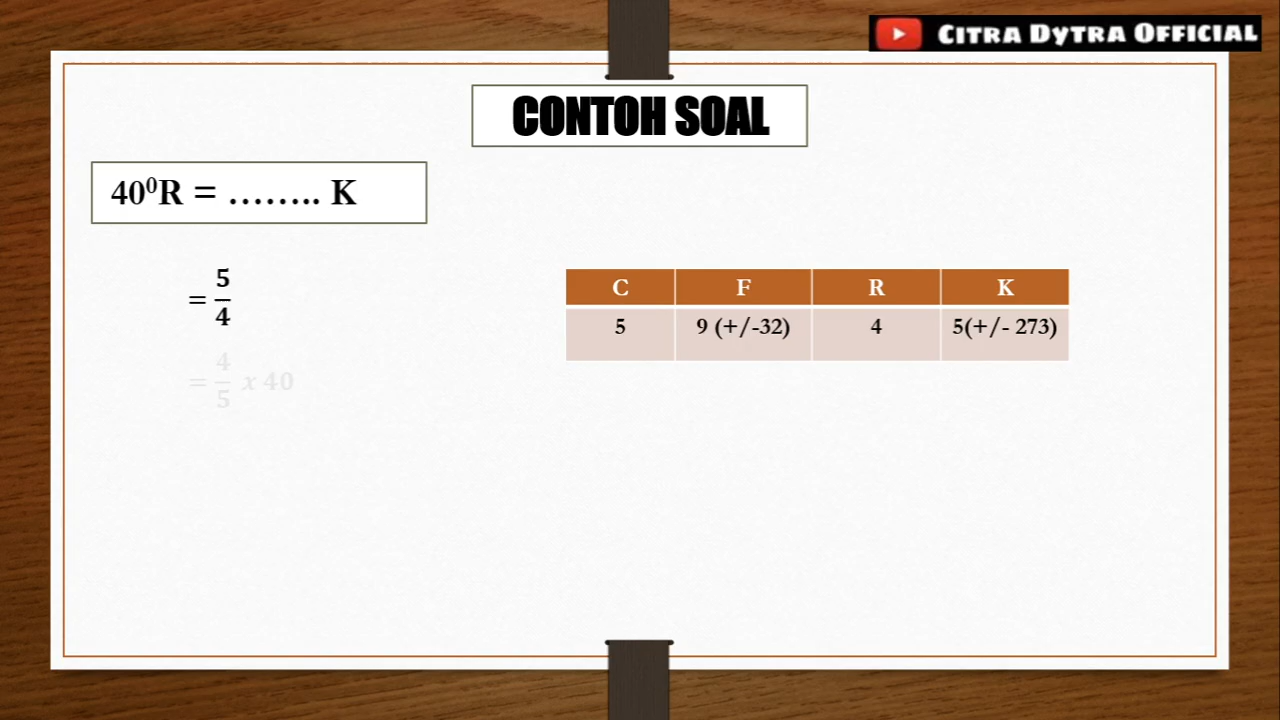 CITRA DYTRA OFFICIAL
CONTOH SOAL
40⁰R = …….. K
= 5/4
= 4/5 x 40
C F R K
5 9 (+/-32) 4 5(+/- 273)